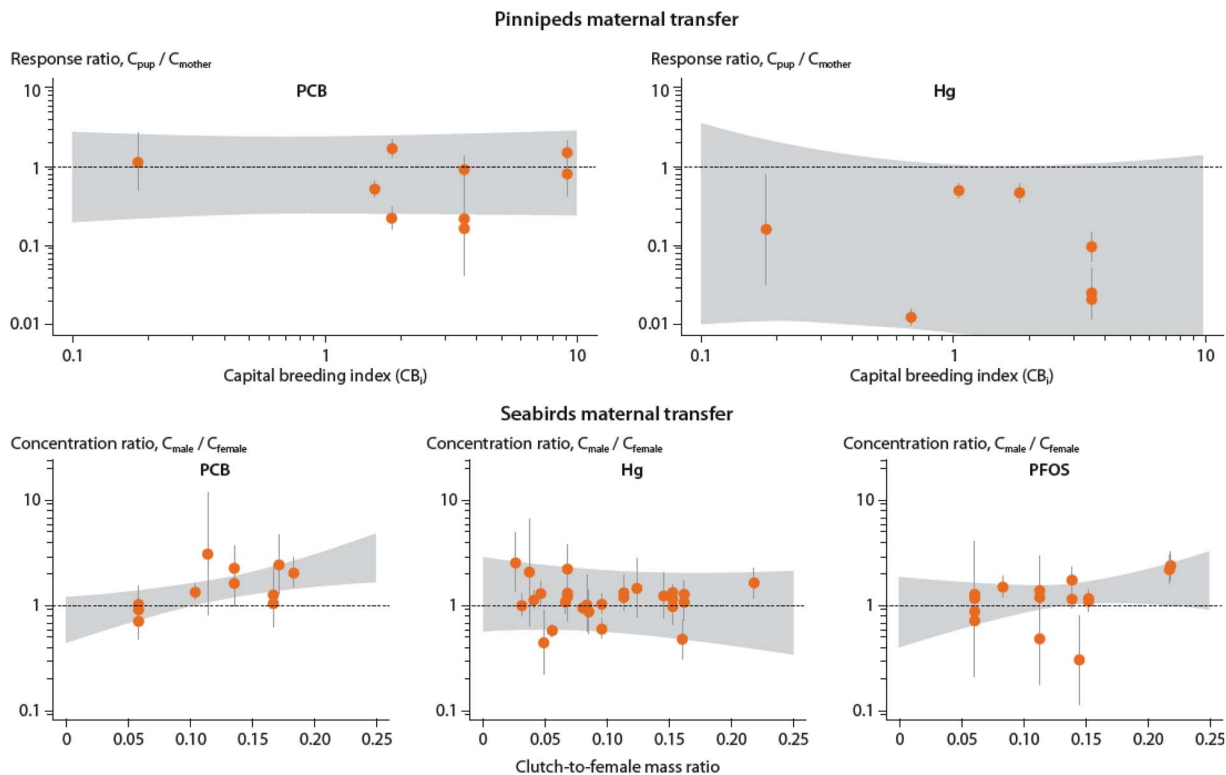 Pinnipeds maternal transfer
Response ratio, Cpup / Cmother
PCB
10
1
0.1
0.01
0.1
1
10
Capital breeding index (CBi)
Response ratio, Cpup / Cmother
Hg
10
1
0.1
0.01
0.1
1
10
Capital breeding index (CBi)
Seabirds maternal transfer
Concentration ratio, Cmale / Cfemale
PCB
10
1
0.1
0
0.05
0.10
0.15
0.20
0.25
Concentration ratio, Cmale / Cfemale
Hg
10
1
0.1
0
0.05
0.10
0.15
0.20
0.25
Concentration ratio, Cmale / Cfemale
PFOS
10
1
0.1
0
0.05
0.10
0.15
0.20
0.25
Clutch-to-female mass ratio